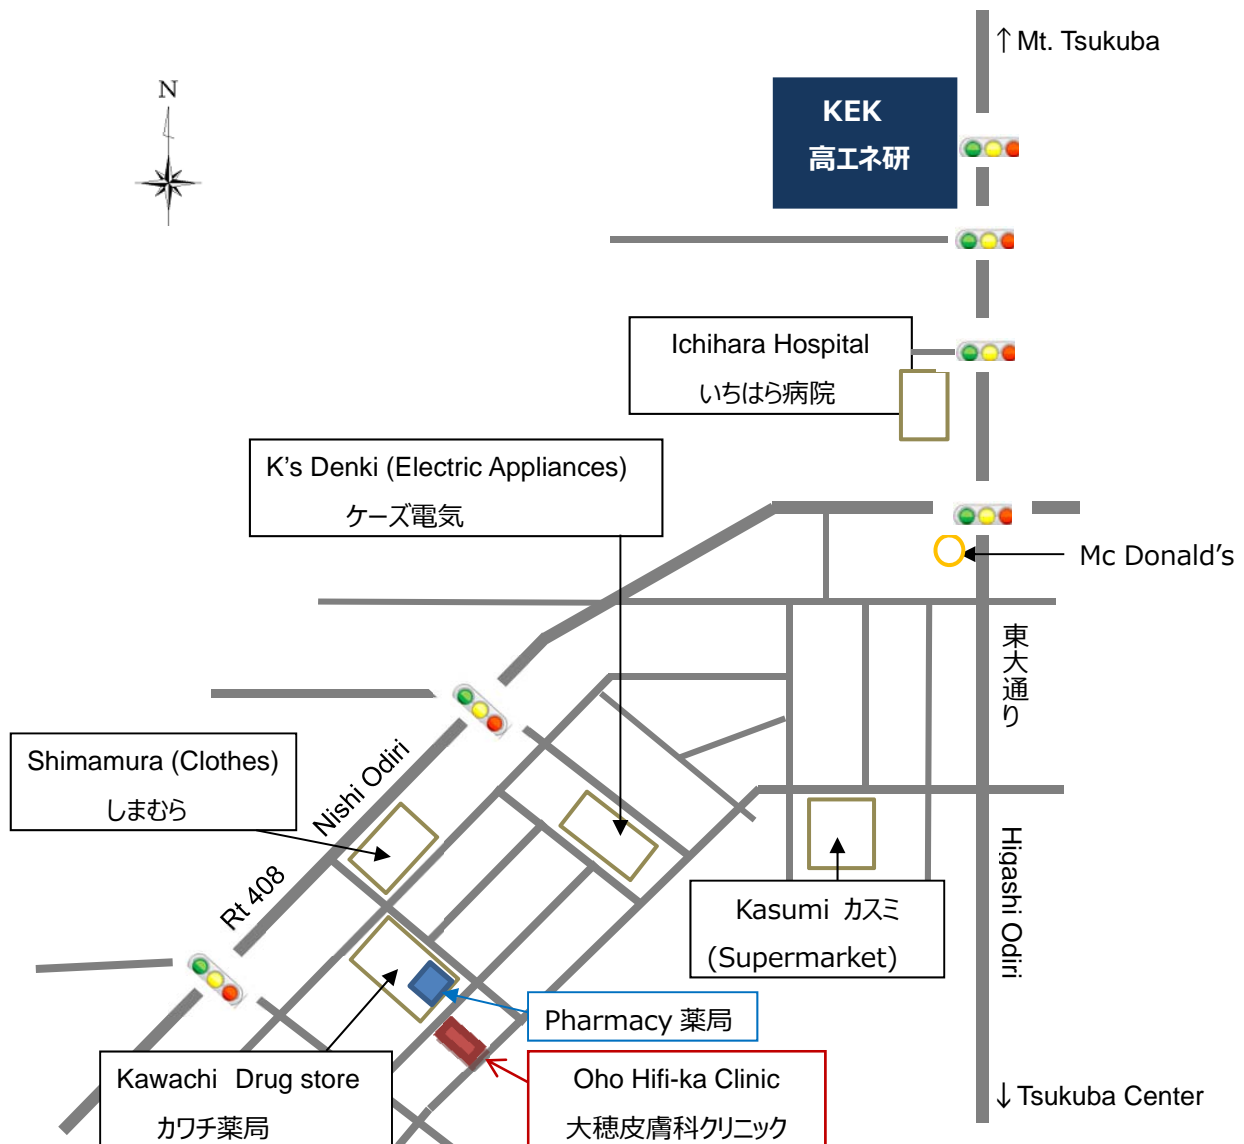 ↑ Mt. Tsukuba
N
KEK
高エネ研
Ichihara Hospital
いちはら病院
K's Denki (Electric Appliances)
ケーズ電気
Mc Donald's
東大通り
Shimamura (Clothes)
しまむら
Nishi Odiri
Rt 408
Higashi Odiri
Kasumi カスミ
(Supermarket)
Pharmacy 薬局
Kawachi Drug store
カワチ薬局
Oho Hifi-ka Clinic
大穂皮膚科クリニック
↓ Tsukuba Center